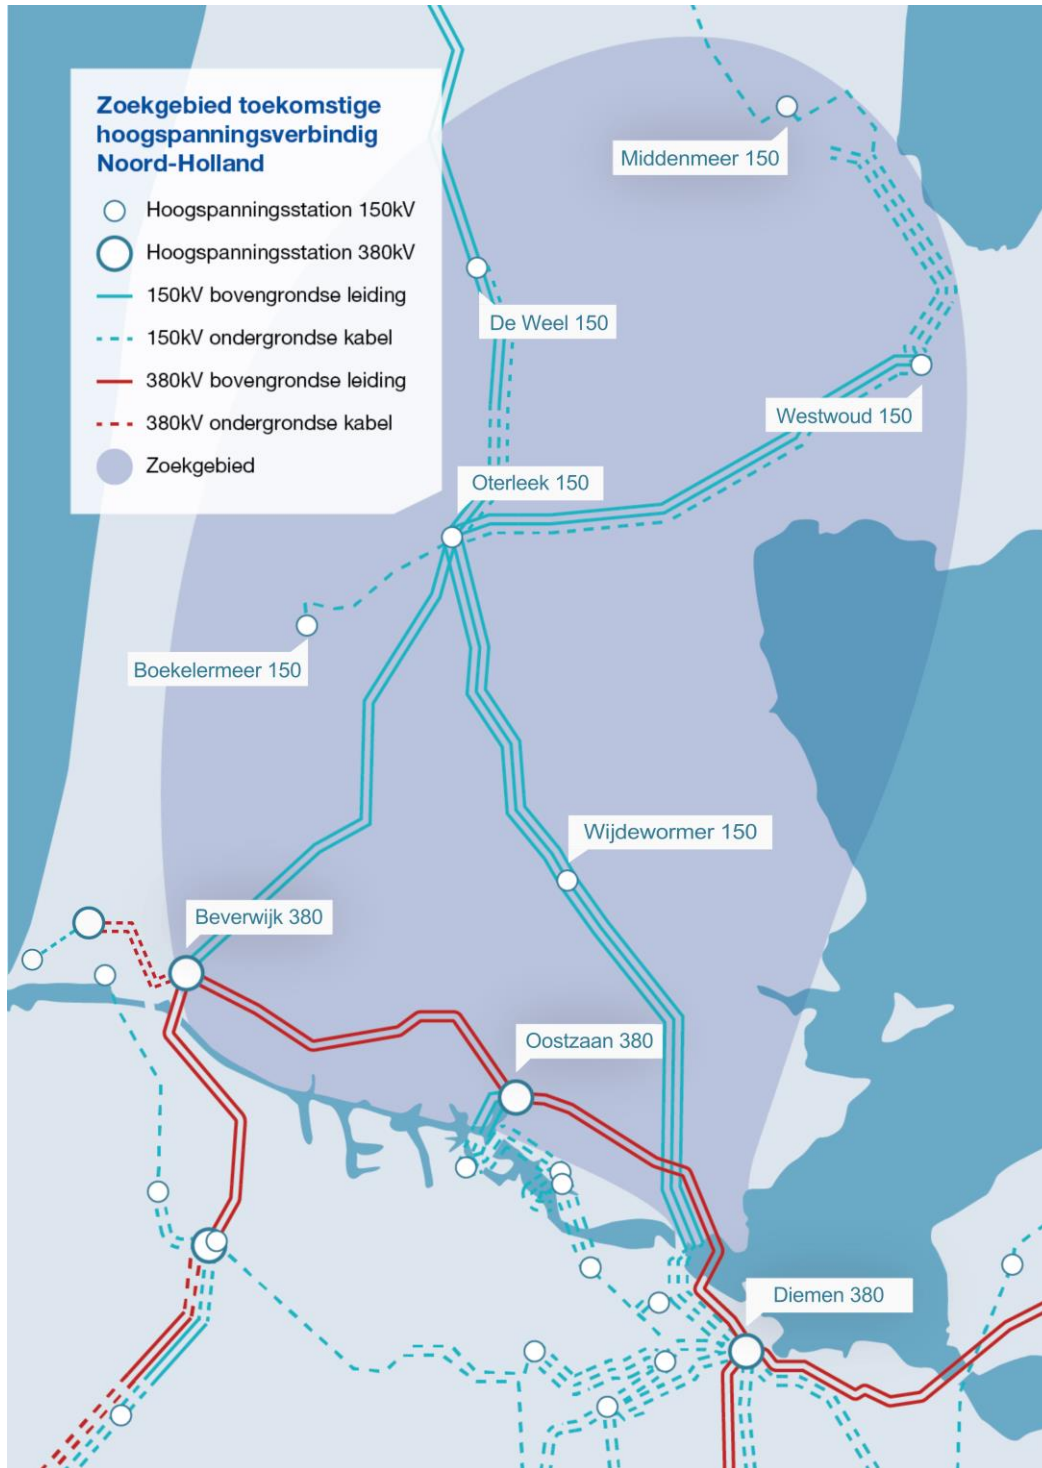 Zoekgebied toekomstige
hoogspanningsverbindig
Noord-Holland
Hoogspanningsstation 150kV
Hoogspanningsstation 380kV
150kV bovengrondse leiding
150kV ondergrondse kabel
380kV bovengrondse leiding
380kV ondergrondse kabel
Zoekgebied
Middenmeer 150
De Weel 150
Westwoud 150
Oterleek 150
Boekelermeer 150
Wijdewormer 150
Beverwijk 380
Oostzaan 380
Diemen 380